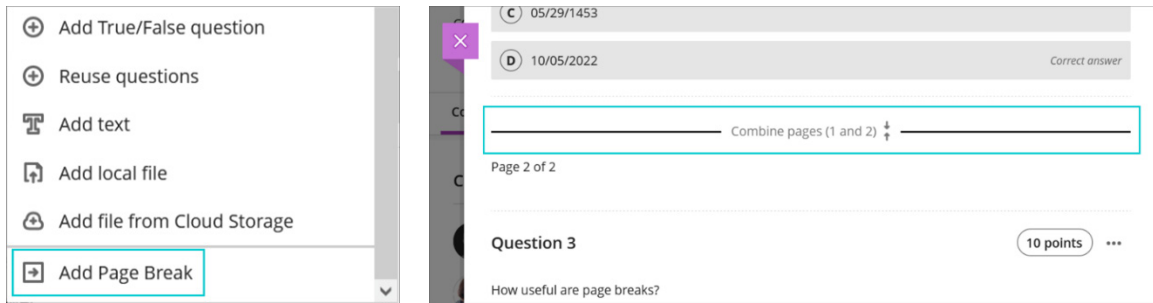 Add True/False question
Reuse questions
Add text
Add local file
Add file from Cloud Storage
Add Page Break
C 05/29/1453
D 10/05/2022 Correct answer
Combine pages (1 and 2)
Page 2 of 2
Question 3 10 points
How useful are page breaks?